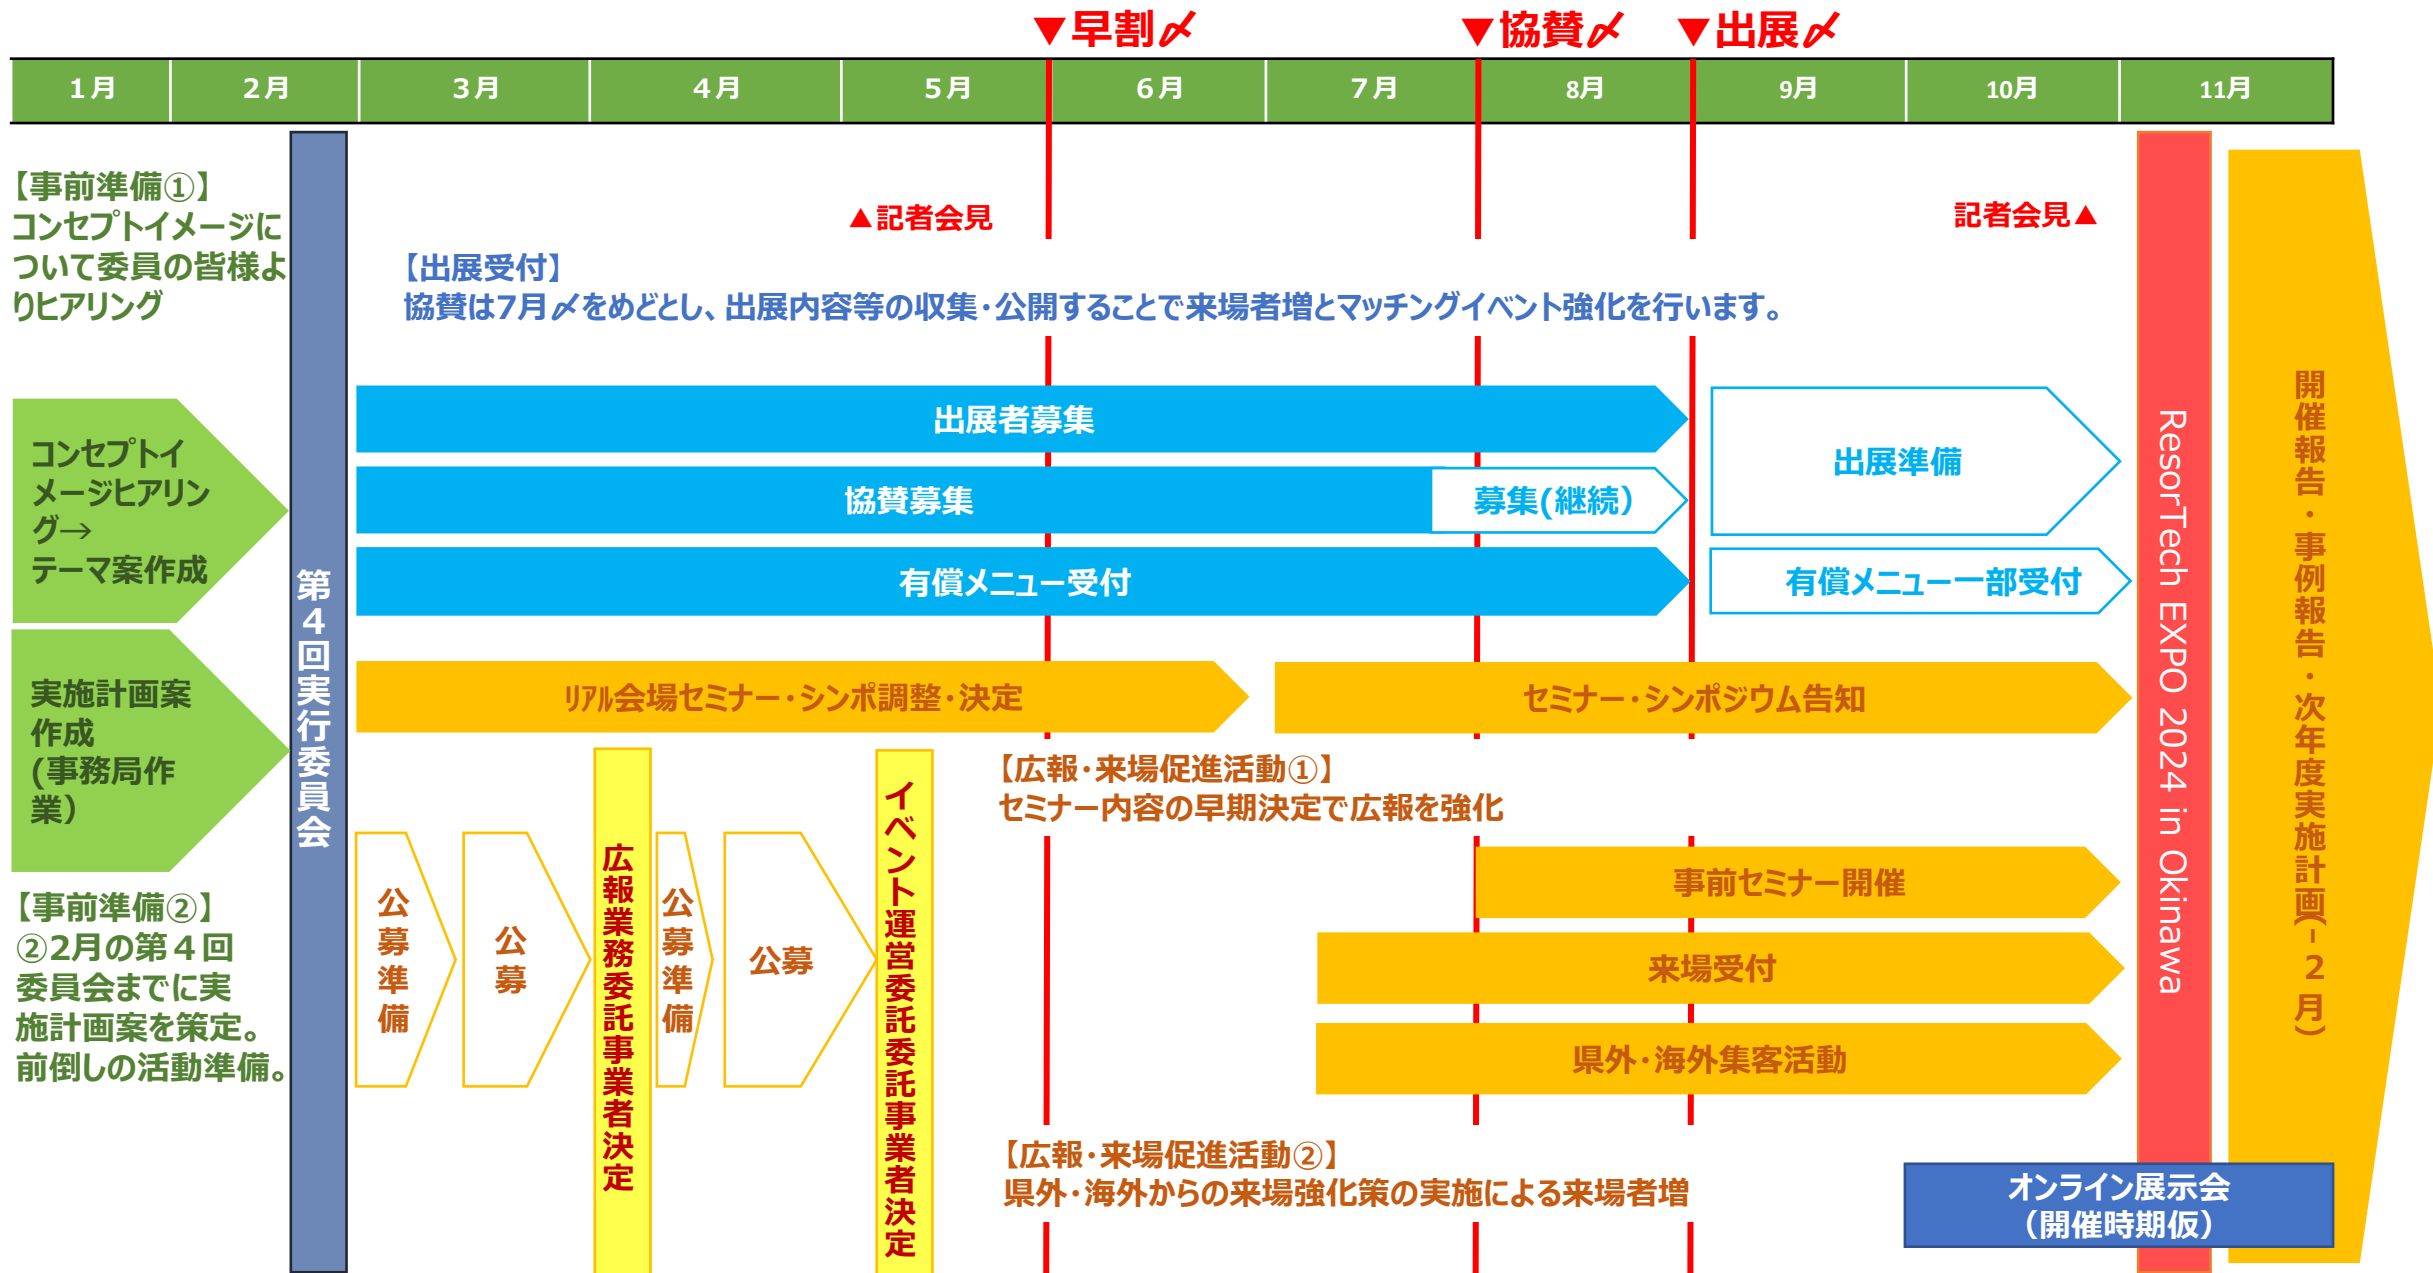 ▼早割〆
▼協賛〆
▼出展〆
1月
2月
3月
4月
5月
6月
7月
8月
9月
10月
11月
【事前準備①】
コンセプトイメージに
ついて委員の皆様よ
りヒアリング
▲記者会見
記者会見▲
【出展受付】
協賛は7月〆をめどとし、出展内容等の収集・公開することで来場者増とマッチングイベント強化を行います。
コンセプトイ
メージヒアリン
グ→
テーマ案作成
実施計画案
作成
(事務局作
業）
【事前準備②】
②2月の第４回
委員会までに実
施計画案を策定。
前倒しの活動準備。
第4回実行委員会
出展者募集
協賛募集
募集(継続）
有償メニュー受付
出展準備
有償メニュー一部受付
ﾘｱﾙ会場セミナー・シンポ調整・決定
セミナー・シンポジウム告知
【広報・来場促進活動①】
セミナー内容の早期決定で広報を強化
公募準備
公募
広報業務委託事業者決定
公募準備
公募
イベント運営委託委託事業者決定
事前セミナー開催
来場受付
県外・海外集客活動
【広報・来場促進活動②】
県外・海外からの来場強化策の実施による来場者増
ResorTech EXPO 2024 in Okinawa
オンライン展示会
（開催時期仮）
開催報告・事例報告・次年度実施計画(-2月)